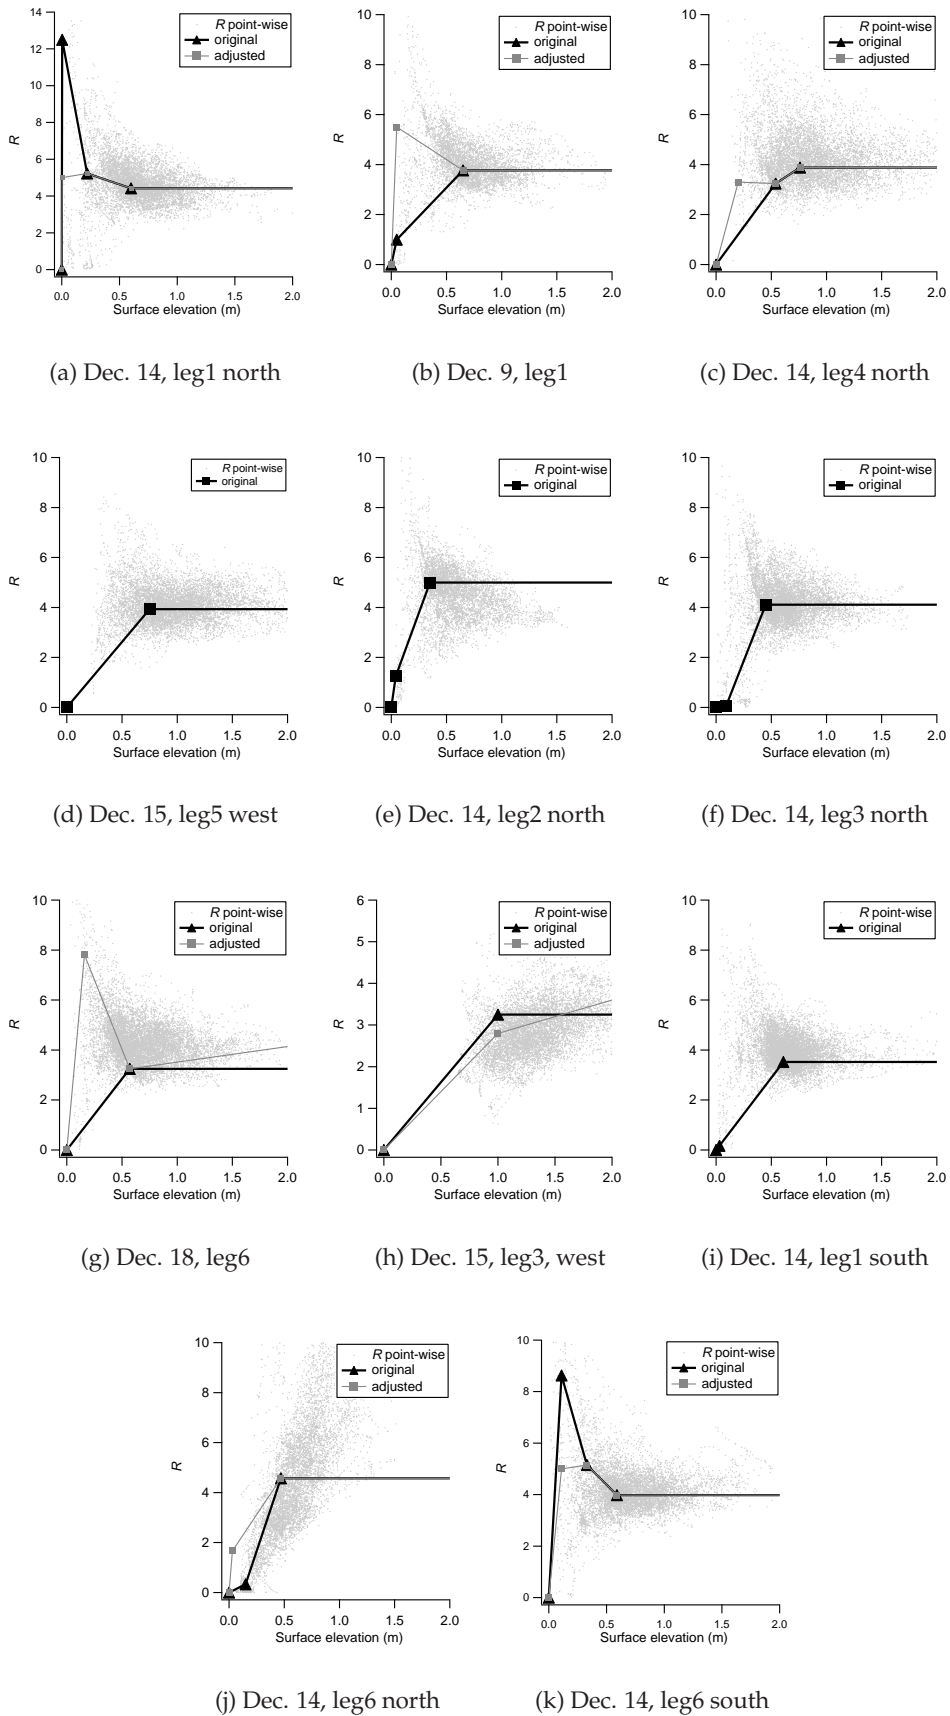 14
12
10
8
6
4
2
0
R
R point-wise
original
adjusted
0.0 0.5 1.0 1.5 2.0
Surface elevation (m)
(a) Dec. 14, leg1 north
10
8
6
4
2
0
R
R point-wise
original
adjusted
0.0 0.5 1.0 1.5 2.0
Surface elevation (m)
(b) Dec. 9, leg1
10
8
6
4
2
0
R
R point-wise
original
adjusted
0.0 0.5 1.0 1.5 2.0
Surface elevation (m)
(c) Dec. 14, leg4 north
10
8
6
4
2
0
R
R point-wise
original
0.0 0.5 1.0 1.5 2.0
Surface elevation (m)
(d) Dec. 15, leg5 west
10
8
6
4
2
0
R
R point-wise
original
0.0 0.5 1.0 1.5 2.0
Surface elevation (m)
(e) Dec. 14, leg2 north
10
8
6
4
2
0
R
R point-wise
original
0.0 0.5 1.0 1.5 2.0
Surface elevation (m)
(f) Dec. 14, leg3 north
10
8
6
4
2
0
R
R point-wise
original
adjusted
0.0 0.5 1.0 1.5 2.0
Surface elevation (m)
(g) Dec. 18, leg6
6
5
4
3
2
1
0
R
R point-wise
original
adjusted
0.0 0.5 1.0 1.5 2.0
Surface elevation (m)
(h) Dec. 15, leg3, west
10
8
6
4
2
0
R
R point-wise
original
0.0 0.5 1.0 1.5 2.0
Surface elevation (m)
(i) Dec. 14, leg1 south
10
8
6
4
2
0
R
R point-wise
original
adjusted
0.0 0.5 1.0 1.5 2.0
Surface elevation (m)
(j) Dec. 14, leg6 north
10
8
6
4
2
0
R
R point-wise
original
adjusted
0.0 0.5 1.0 1.5 2.0
Surface elevation (m)
(k) Dec. 14, leg6 south